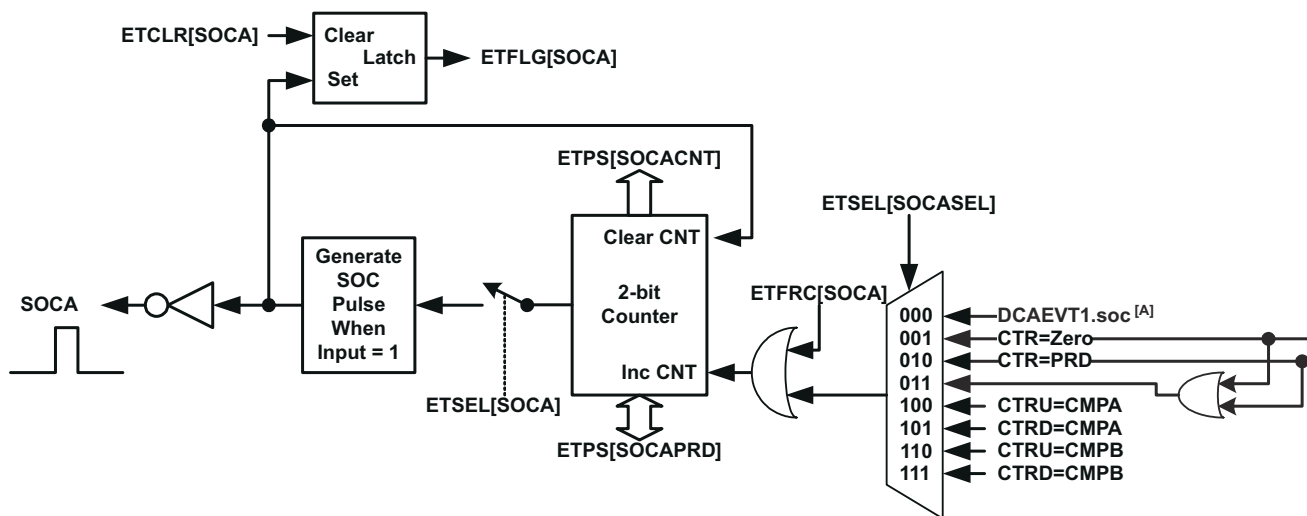 ETCLR[SOCA]
Clear
Latch
Set
ETFLG[SOCA]
ETPS[SOCACNT]
ETSEL[SOCASEL]
Clear CNT
2-bit
Counter
Inc CNT
Generate
SOC
Pulse
When
Input = 1
SOCA
ETSEL[SOCA]
ETPS[SOCAPRD]
ETFRC[SOCA]
000 DCAEVT1.soc [A]
001 CTR=Zero
010 CTR=PRD
011
100 CTRU=CMPA
101 CTRD=CMPA
110 CTRU=CMPB
111 CTRD=CMPB